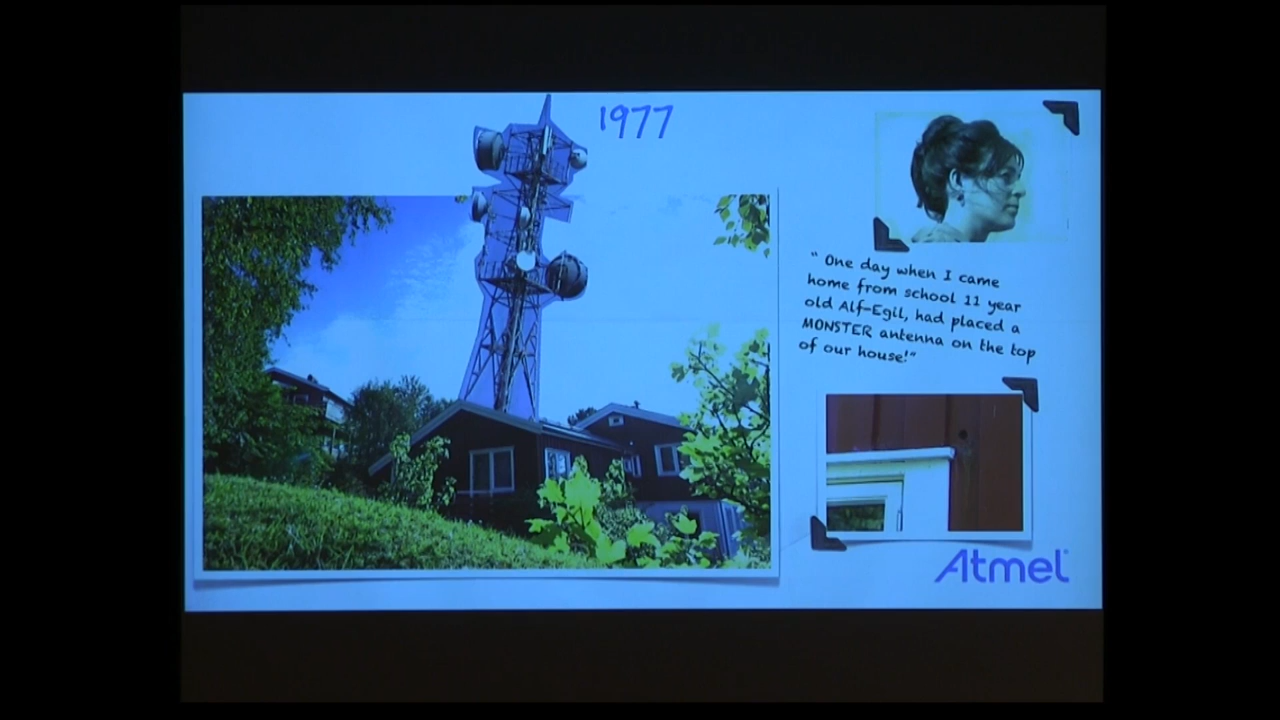 1977
“ One day when I came
home from school 11 year
old Alf-Egil, had placed a
MONSTER antenna on the top
of our house!”
Atmel